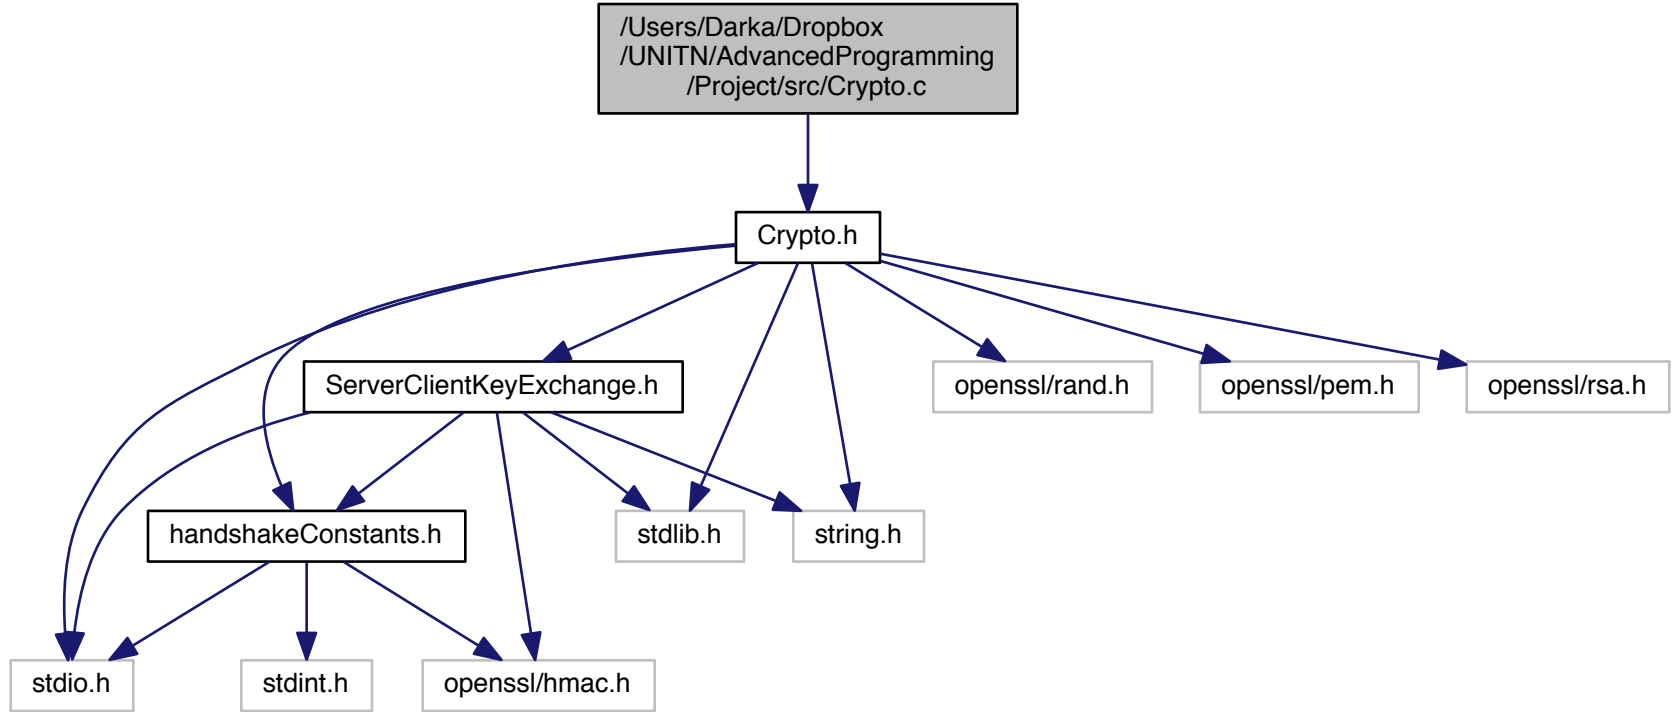 /Users/Darka/Dropbox
/UNITN/AdvancedProgramming
/Project/src/Crypto.c
Crypto.h
ServerClientKeyExchange.h
openssl/rand.h
openssl/pem.h
openssl/rsa.h
handshakeConstants.h
stdlib.h
string.h
stdio.h
stdint.h
openssl/hmac.h